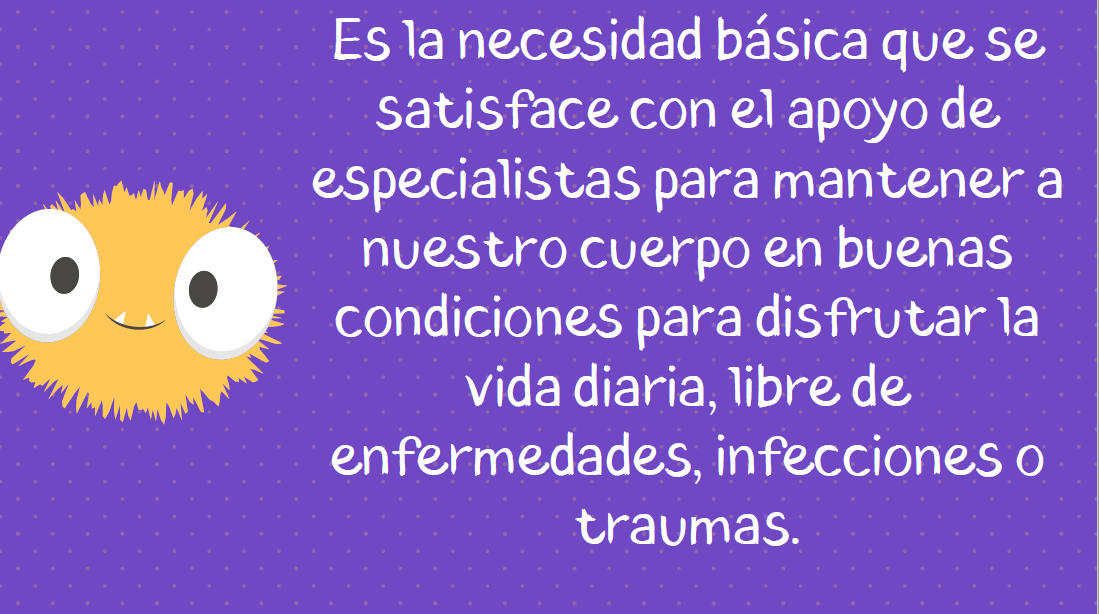 Es la necesidad básica que se
satisface con el apoyo de
especialistas para mantener a
nuestro cuerpo en buenas
condiciones para disfrutar la
vida diaria, libre de
enfermedades, infecciones o
traumas.